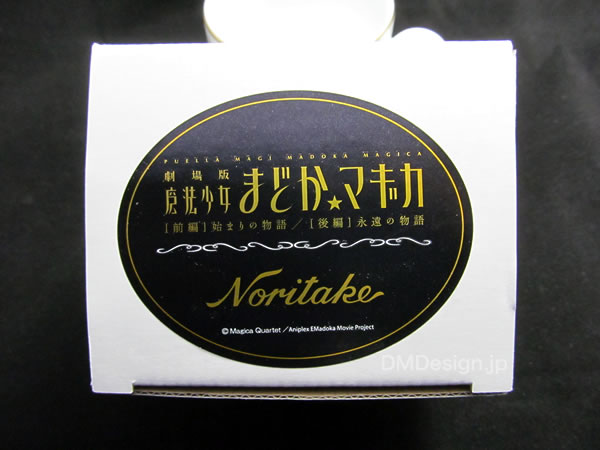 PUELLA MAGI MADOKA MAGICA
劇場版
魔法少女まどか★マギカ
[前編]始まりの物語/[後編]永遠の物語
Noritake
© Magica Quartet/Aniplex EMadoka Movie Project
DMDesign.jp